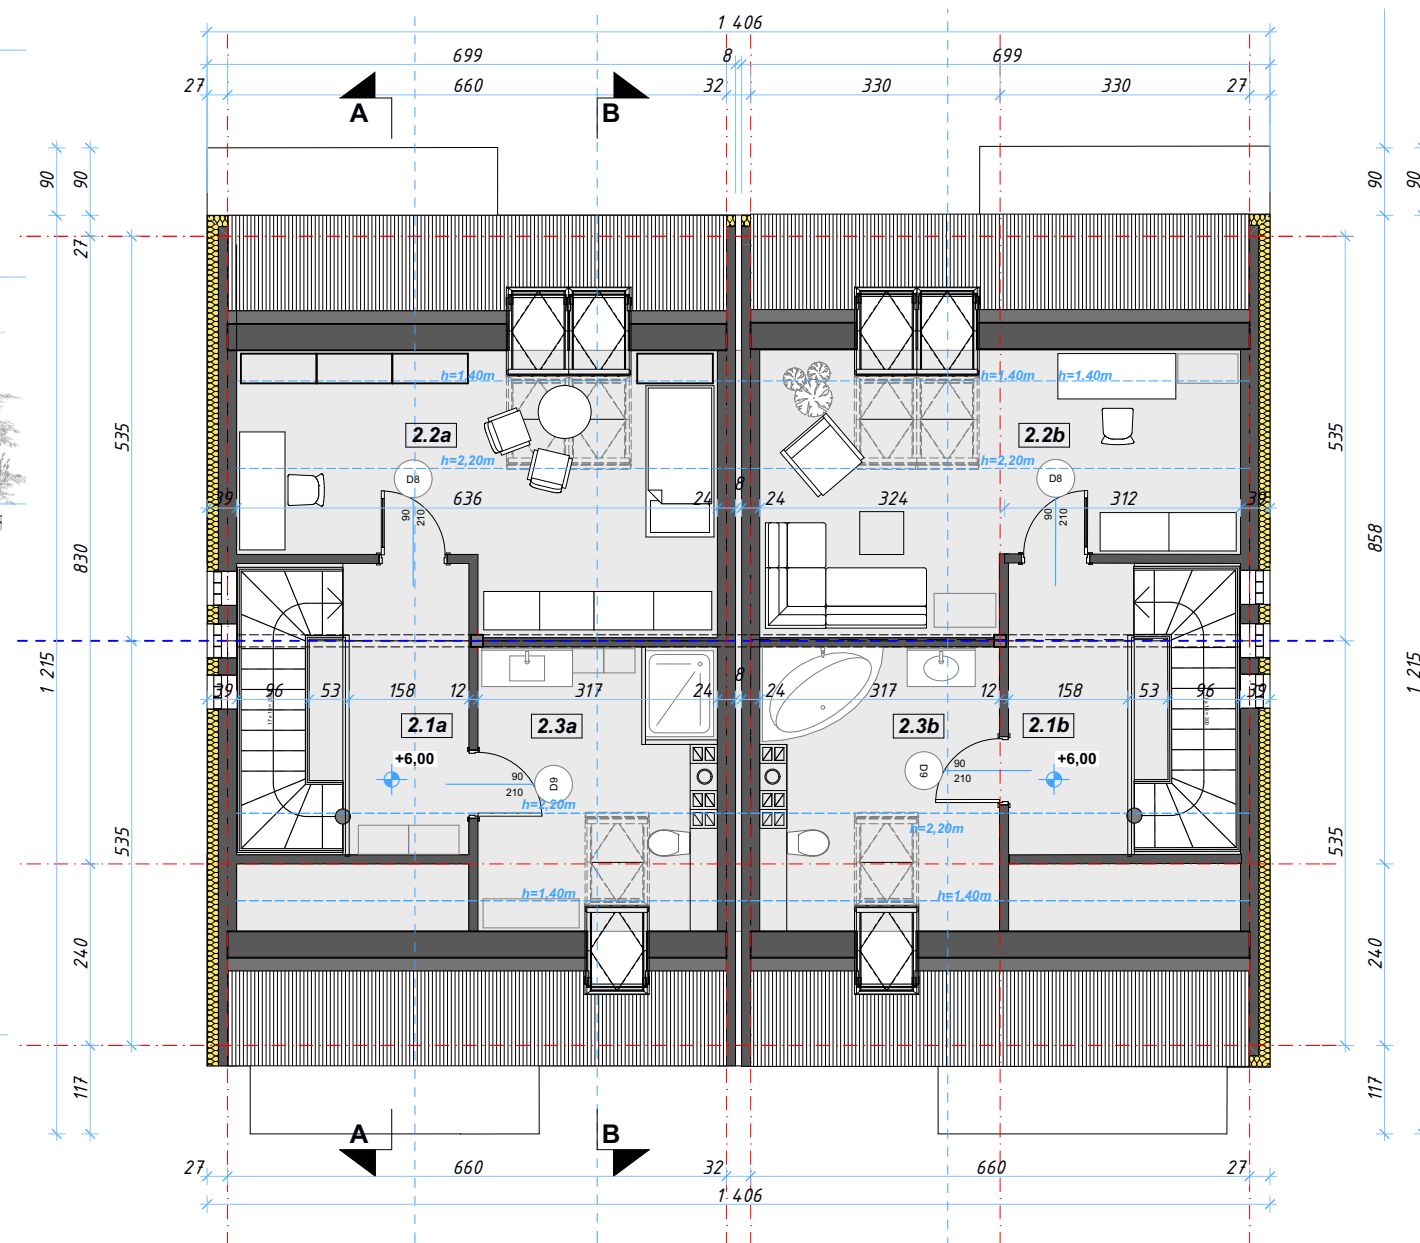 1 406
699 8 699
27 660 32 330 330 27
A B
90 90 90 90
27
h=1,40m h=1,40m h=1,40m
2.2a 2.2b
535 535
h=2,20m h=2,20m
D8 D8
8
39 636 24 24 324 312 39
90 210 90 210
830 858
1 215 1 215
8
39 96 53 158 12 317 24 24 317 12 158 53 96 39
2.1a 2.3a 2.3b 2.1b
+6,00 +6,00
90 90
210 D9 D9 210
h=2,20m
h=2,20m
535 535
h=1,40m h=1,40m
240 240
117 117
A B
27 660 32 660 27
1 406